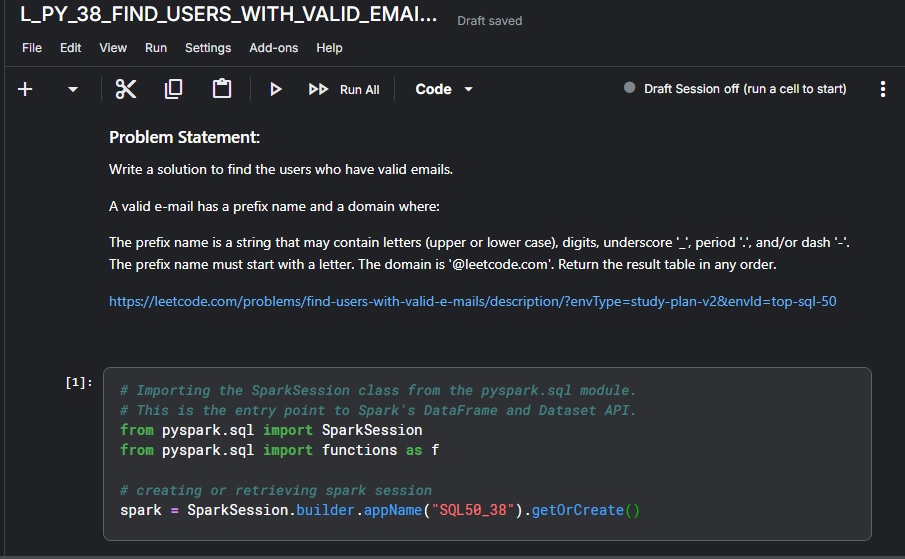 L_PY_38_FIND_USERS_WITH_VALID_EMAI...
Draft saved
File Edit View Run Settings Add-ons Help
Run All Code Draft Session off (run a cell to start)
Problem Statement:
Write a solution to find the users who have valid emails.
A valid e-mail has a prefix name and a domain where:
The prefix name is a string that may contain letters (upper or lower case), digits, underscore '_', period '.', and/or dash '-'.
The prefix name must start with a letter. The domain is '@leetcode.com'. Return the result table in any order.
https://leetcode.com/problems/find-users-with-valid-e-mails/description/?envType=study-plan-v2&envId=top-sql-50
[1]:
# Importing the SparkSession class from the pyspark.sql module.
# This is the entry point to Spark's DataFrame and Dataset API.
from pyspark.sql import SparkSession
from pyspark.sql import functions as f
# creating or retrieving spark session
spark = SparkSession.builder.appName("SQL50_38").getOrCreate()